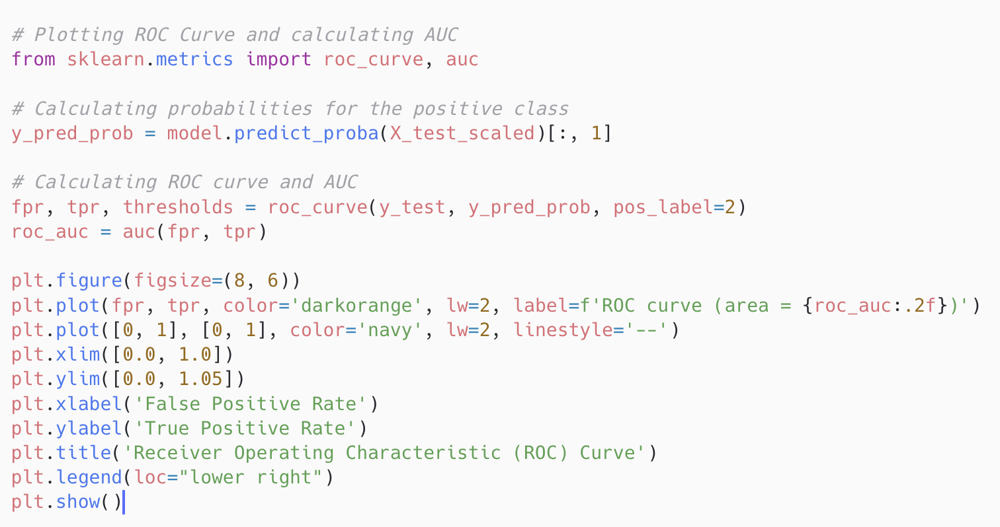 # Plotting ROC Curve and calculating AUC
from sklearn.metrics import roc_curve, auc
# Calculating probabilities for the positive class
y_pred_prob = model.predict_proba(X_test_scaled)[:, 1]
# Calculating ROC curve and AUC
fpr, tpr, thresholds = roc_curve(y_test, y_pred_prob, pos_label=2)
roc_auc = auc(fpr, tpr)
plt.figure(figsize=(8, 6))
plt.plot(fpr, tpr, color='darkorange', lw=2, label=f'ROC curve (area = {roc_auc:.2f})')
plt.plot([0, 1], [0, 1], color='navy', lw=2, linestyle='--')
plt.xlim([0.0, 1.0])
plt.ylim([0.0, 1.05])
plt.xlabel('False Positive Rate')
plt.ylabel('True Positive Rate')
plt.title('Receiver Operating Characteristic (ROC) Curve')
plt.legend(loc="lower right")
plt.show()